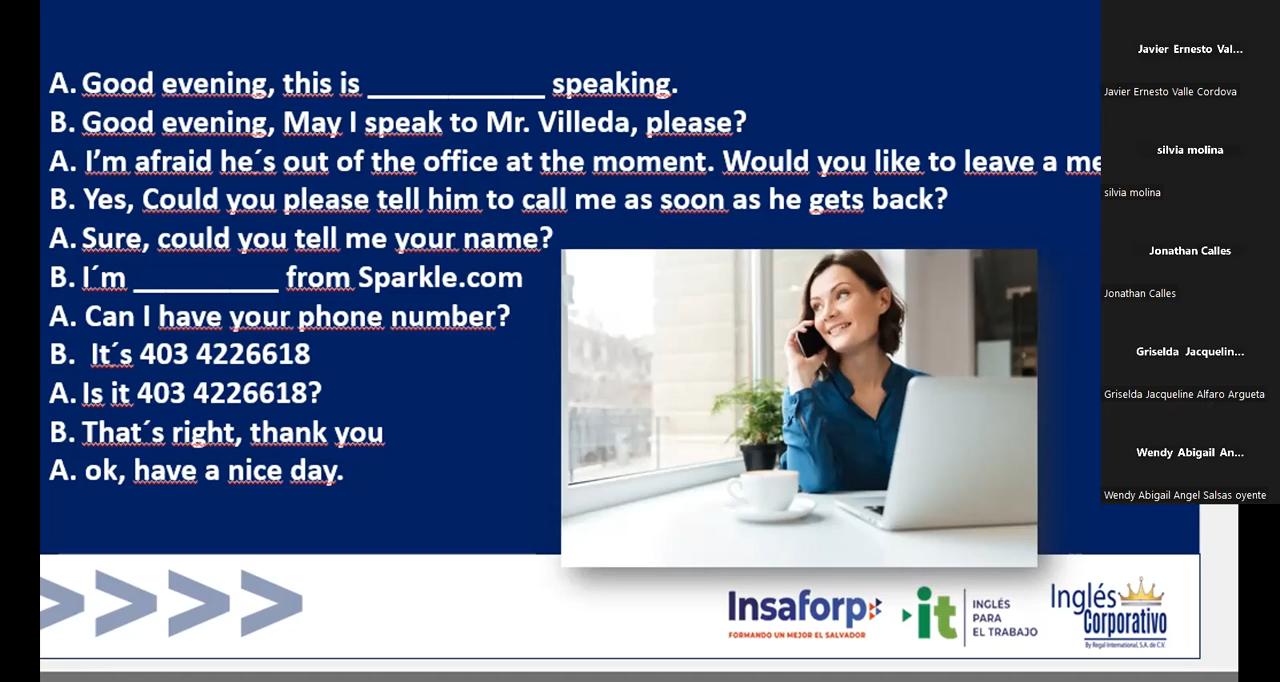 A. Good evening, this is ____________ speaking.
B. Good evening, May I speak to Mr. Villeda, please?
A. I’m afraid he´s out of the office at the moment. Would you like to leave a
B. Yes, Could you please tell him to call me as soon as he gets back?
A. Sure, could you tell me your name?
B. I´m __________ from Sparkle.com
A. Can I have your phone number?
B. It´s 403 4226618
A. Is it 403 4226618?
B. That´s right, thank you
A. ok, have a nice day.
Javier Ernesto Val...
Javier Ernesto Valle Cordova
silvia molina
silvia molina
Jonathan Calles
Jonathan Calles
Griselda Jacquelin...
Griselda Jacqueline Alfaro Argueta
Wendy Abigail An...
Wendy Abigail Angel Salsas oyente
Insaforp
FORMANDO UN MEJOR EL SALVADOR
it
INGLÉS
PARA
EL TRABAJO
Inglés
Corporativo
By Regal International, S.A. de C.V.